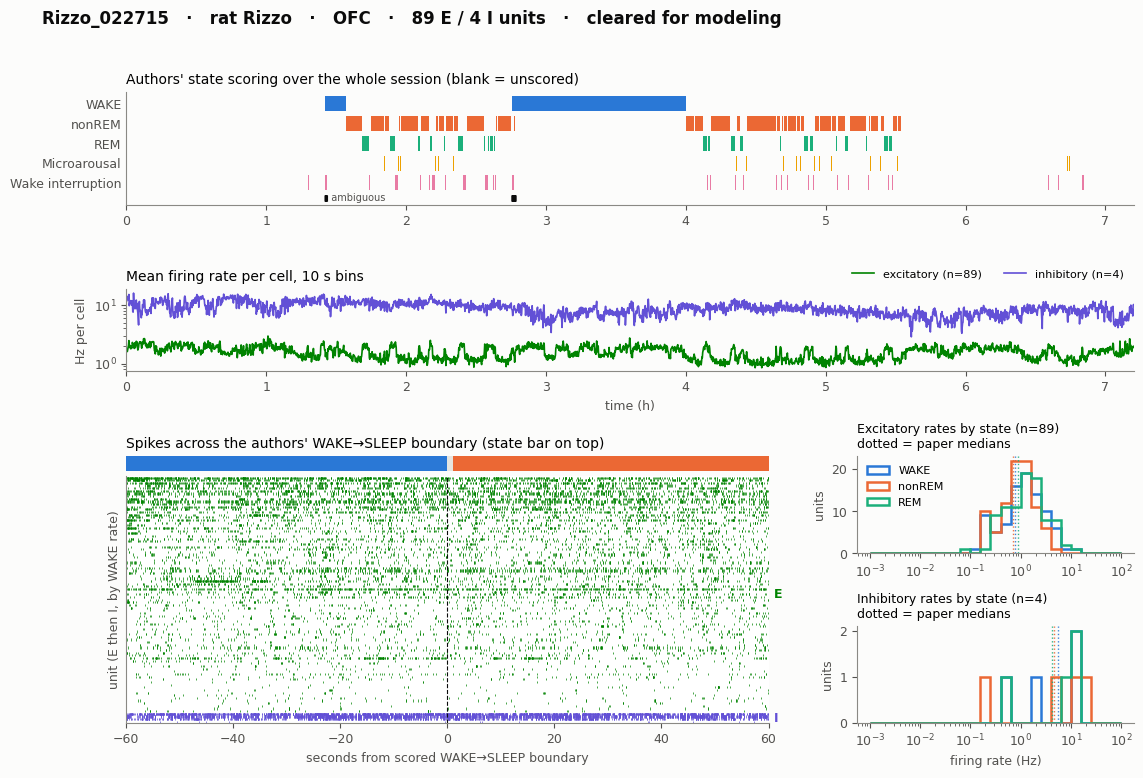 Rizzo_022715 · rat Rizzo · OFC · 89 E / 4 I units · cleared for modeling
Authors' state scoring over the whole session (blank = unscored)
WAKE
nonREM
REM
Microarousal
Wake interruption
ambiguous
0 1 2 3 4 5 6 7
Mean firing rate per cell, 10 s bins
excitatory (n=89)
inhibitory (n=4)
Hz per cell
10¹
10⁰
0 1 2 3 4 5 6 7
time (h)
Spikes across the authors' WAKE→SLEEP boundary (state bar on top)
unit (E then I, by WAKE rate)
E
I
−60 −40 −20 0 20 40 60
seconds from scored WAKE→SLEEP boundary
Excitatory rates by state (n=89)
dotted = paper medians
WAKE
nonREM
REM
units
20
10
0
10⁻³ 10⁻² 10⁻¹ 10⁰ 10¹ 10²
Inhibitory rates by state (n=4)
dotted = paper medians
units
2
1
0
10⁻³ 10⁻² 10⁻¹ 10⁰ 10¹ 10²
firing rate (Hz)